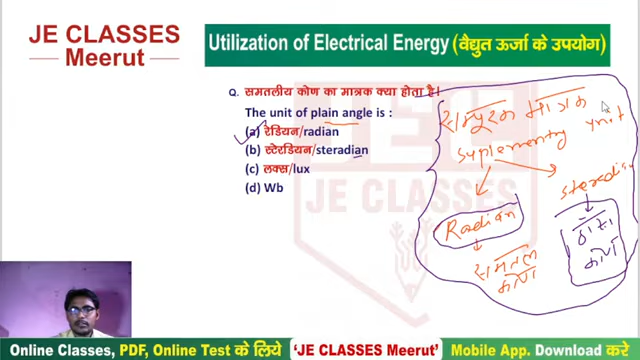 JE CLASSES
Meerut
Utilization of Electrical Energy (वैद्युत ऊर्जा के उपयोग)
Q. समतलीय कोण का मात्रक क्या होता है।
The unit of plain angle is :
(a) रेडियन/radian
(b) स्टेरडियन/steradian
(c) लक्स/lux
(d) Wb
सम्पूरक मात्रक
Suplementry unit
Radian
steradian
समतल कोण
ठोस कोण
JE CLASSES
Online Classes, PDF, Online Test के लिये 'JE CLASSES Meerut' Mobile App. Download करे